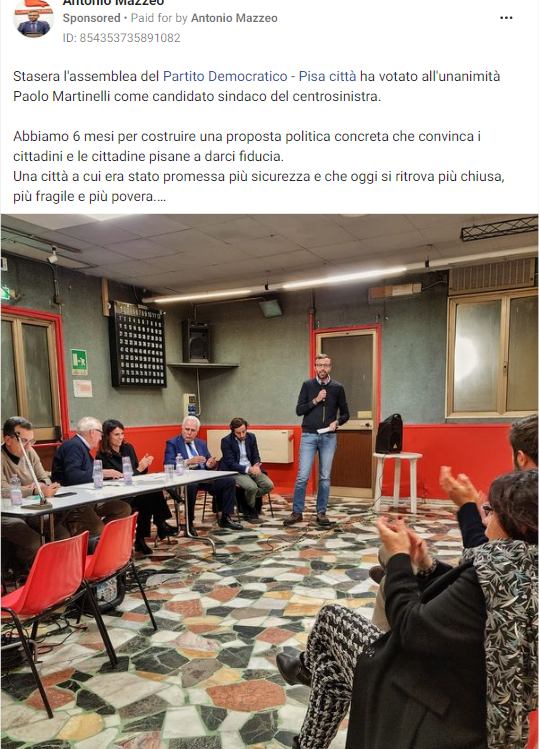 Antonio Mazzeo
Sponsored • Paid for by Antonio Mazzeo
ID: 854353735891082
Stasera l'assemblea del Partito Democratico - Pisa città ha votato all'unanimità
Paolo Martinelli come candidato sindaco del centrosinistra.
Abbiamo 6 mesi per costruire una proposta politica concreta che convinca i
cittadini e le cittadine pisane a darci fiducia.
Una città a cui era stato promessa più sicurezza e che oggi si ritrova più chiusa,
più fragile e più povera....